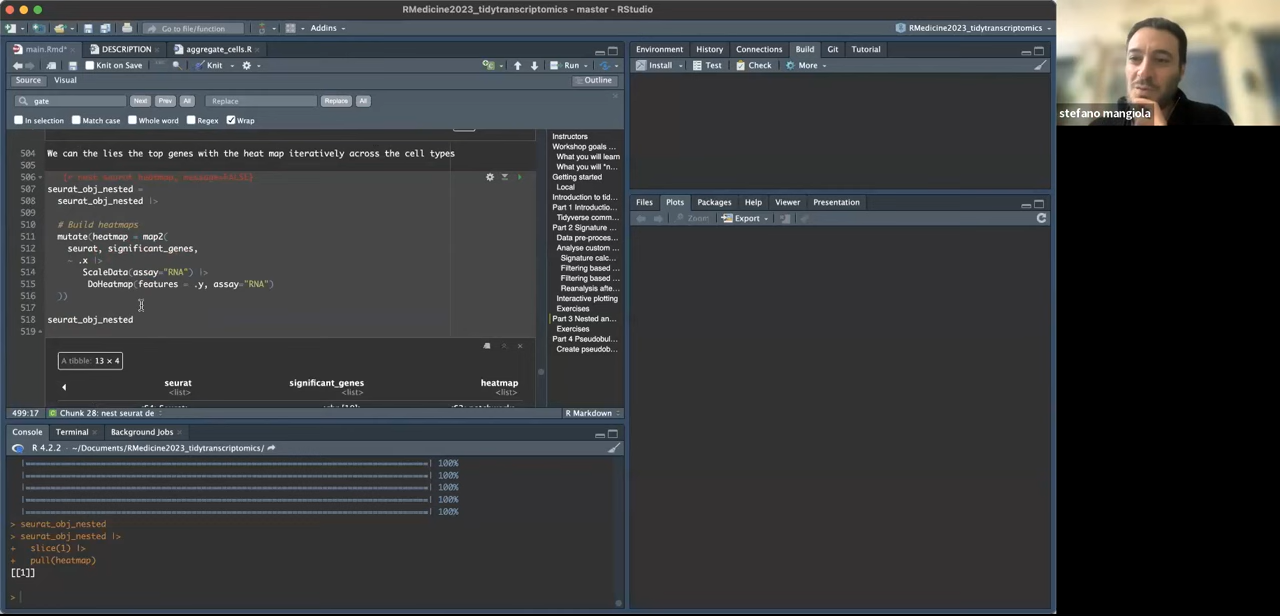 RMedicine2023_tidytranscriptomics - master - RStudio
Go to file/function
Addins
RMedicine2023_tidytranscriptomics
main.Rmd*
DESCRIPTION
aggregate_cells.R
Knit on Save
Knit
Run
Source
Visual
Outline
gate
Next
Prev
All
Replace
Replace
All
In selection
Match case
Whole word
Regex
Wrap
504 We can the lies the top genes with the heat map iteratively across the cell types
505
506 {r nest seurat heatmap, message=FALSE}
507 seurat_obj_nested =
508 seurat_obj_nested |>
509
510 # Build heatmaps
511 mutate(heatmap = map2(
512 seurat, significant_genes,
513 ~ .x |>
514 ScaleData(assay="RNA") |>
515 DoHeatmap(features = .y, assay="RNA")
516 ))
517
518 seurat_obj_nested
519
A tibble: 13 × 4
seurat
<list>
significant_genes
<list>
heatmap
<list>
499:17
Chunk 28: nest seurat de
R Markdown
Instructors
Workshop goals ...
What you will learn
What you will *n...
Getting started
Local
Introduction to tid...
Part 1 Introductio...
Tidyverse comm...
Part 2 Signature ...
Data pre-proces...
Analyse custom ...
Signature calc...
Filtering based ...
Filtering based ...
Reanalysis afte...
Interactive plotting
Exercises
Part 3 Nested an...
Exercises
Part 4 Pseudobul...
Create pseudob...
Console
Terminal
Background Jobs
R 4.2.2 · ~/Documents/RMedicine2023_tidytranscriptomics/
|======================================================================| 100%
|======================================================================| 100%
|======================================================================| 100%
|======================================================================| 100%
|======================================================================| 100%
> seurat_obj_nested
> seurat_obj_nested |>
+ slice(1) |>
+ pull(heatmap)
[[1]]
>
Environment
History
Connections
Build
Git
Tutorial
Install
Test
Check
More
Files
Plots
Packages
Help
Viewer
Presentation
Zoom
Export
stefano mangiola